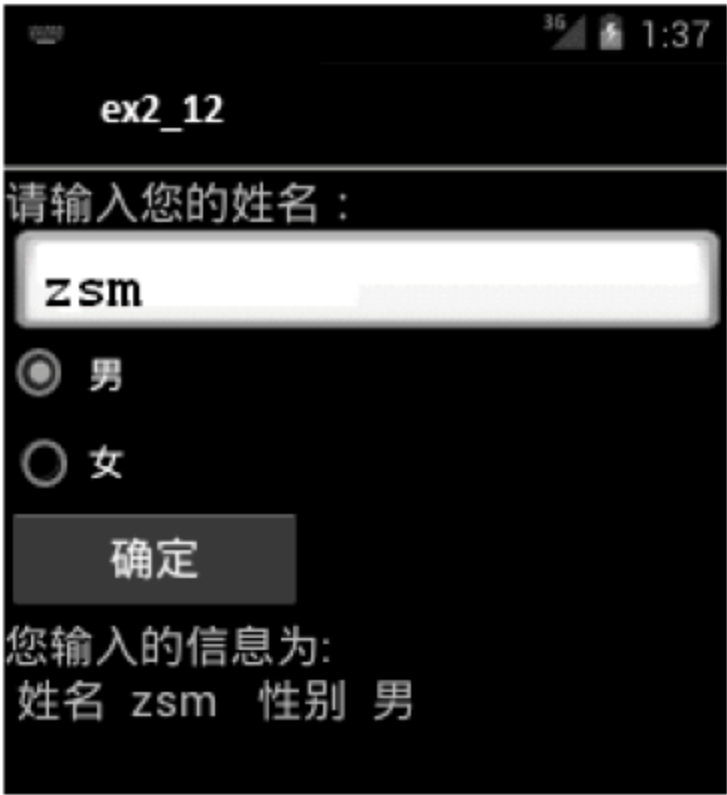 3G 1:37
ex2_12
请输入您的姓名：
zsm
男
女
确定
您输入的信息为:
姓名 zsm 性别 男